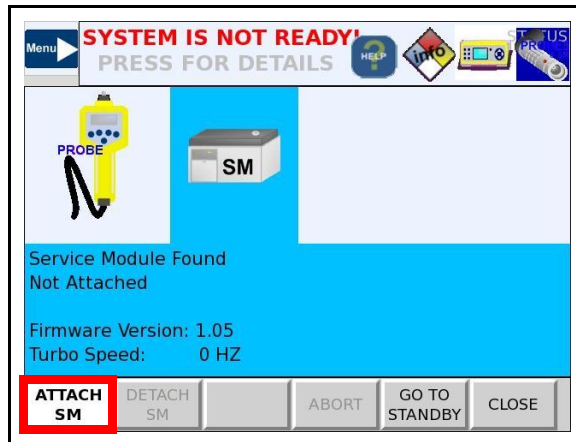 Menu
SYSTEM IS NOT READY!
PRESS FOR DETAILS
HELP
info
STATUS
PROBE
SM
Service Module Found
Not Attached
Firmware Version: 1.05
Turbo Speed: 0 HZ
ATTACH
SM
DETACH
SM
ABORT
GO TO
STANDBY
CLOSE